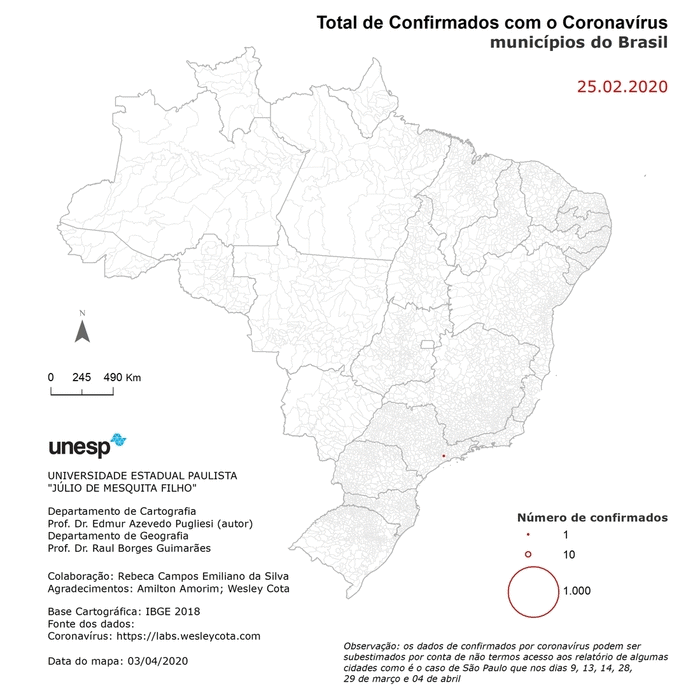 Total de Confirmados com o Coronavírus
municípios do Brasil
25.02.2020
N
0 245 490 Km
unesp
UNIVERSIDADE ESTADUAL PAULISTA
"JÚLIO DE MESQUITA FILHO"
Departamento de Cartografia
Prof. Dr. Edmur Azevedo Pugliesi (autor)
Departamento de Geografia
Prof. Dr. Raul Borges Guimarães
Colaboração: Rebeca Campos Emiliano da Silva
Agradecimentos: Amilton Amorim; Wesley Cota
Base Cartográfica: IBGE 2018
Fonte dos dados:
Coronavírus: https://labs.wesleycota.com
Data do mapa: 03/04/2020
Número de confirmados
1
10
1.000
Observação: os dados de confirmados por coronavírus podem ser
subestimados por conta de não termos acesso aos relatório de algumas
cidades como é o caso de São Paulo que nos dias 9, 13, 14, 28,
29 de março e 04 de abril